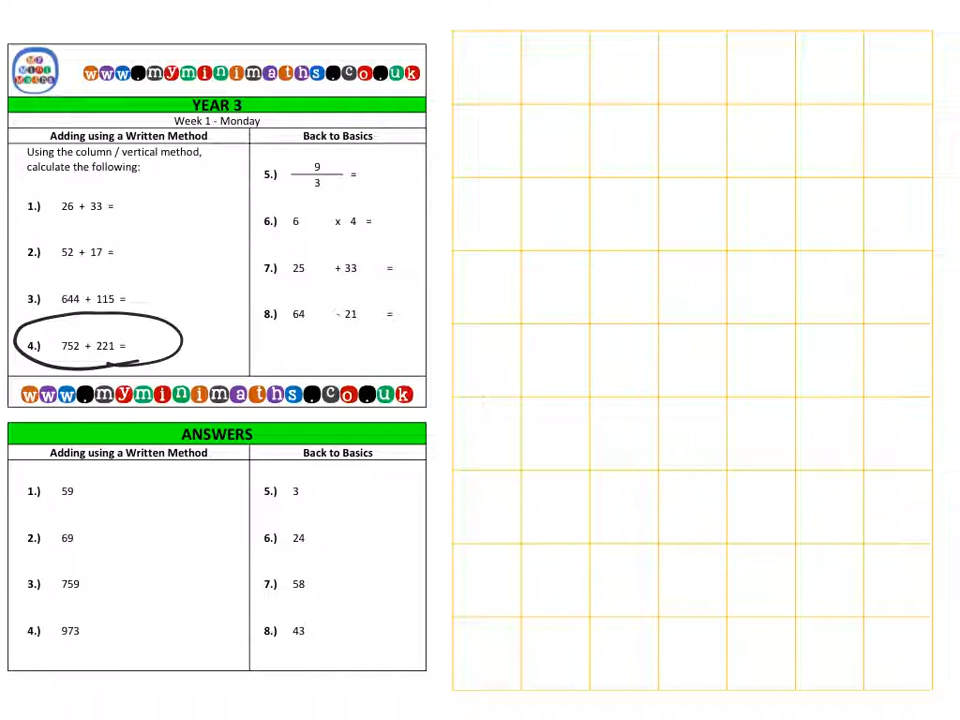 MY
MINI
MATHS
www.myminimaths.co.uk
YEAR 3
Week 1 - Monday
Adding using a Written Method
Using the column / vertical method,
calculate the following:
1.) 26 + 33 =
2.) 52 + 17 =
3.) 644 + 115 =
4.) 752 + 221 =
Back to Basics
9
5.) =
3
6.) 6 x 4 =
7.) 25 + 33 =
8.) 64 - 21 =
www.myminimaths.co.uk
ANSWERS
Adding using a Written Method
1.) 59
2.) 69
3.) 759
4.) 973
Back to Basics
5.) 3
6.) 24
7.) 58
8.) 43